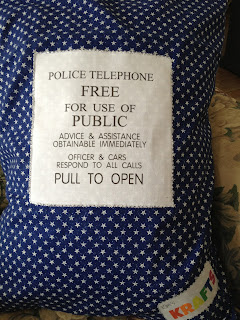 POLICE TELEPHONE
FREE
FOR USE OF
PUBLIC
ADVICE & ASSISTANCE
OBTAINABLE IMMEDIATELY
OFFICER & CARS
RESPOND TO ALL CALLS
PULL TO OPEN
KRAFTS